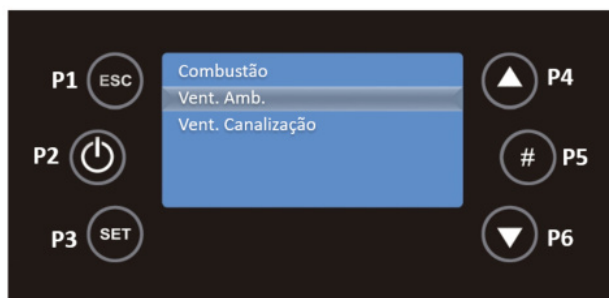 P1 ESC
Combustão
Vent. Amb.
Vent. Canalização
P4
P2
# P5
P3 SET
P6